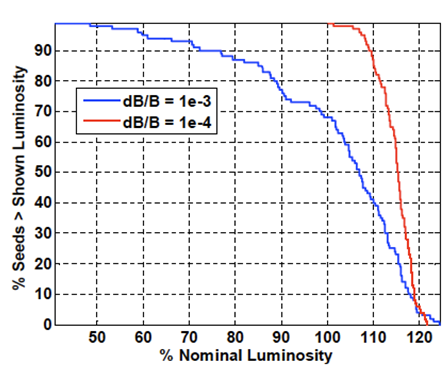 % Seeds > Shown Luminosity
90
80
70
60
50
40
30
20
10
0
dB/B = 1e-3
dB/B = 1e-4
50 60 70 80 90 100 110 120
% Nominal Luminosity